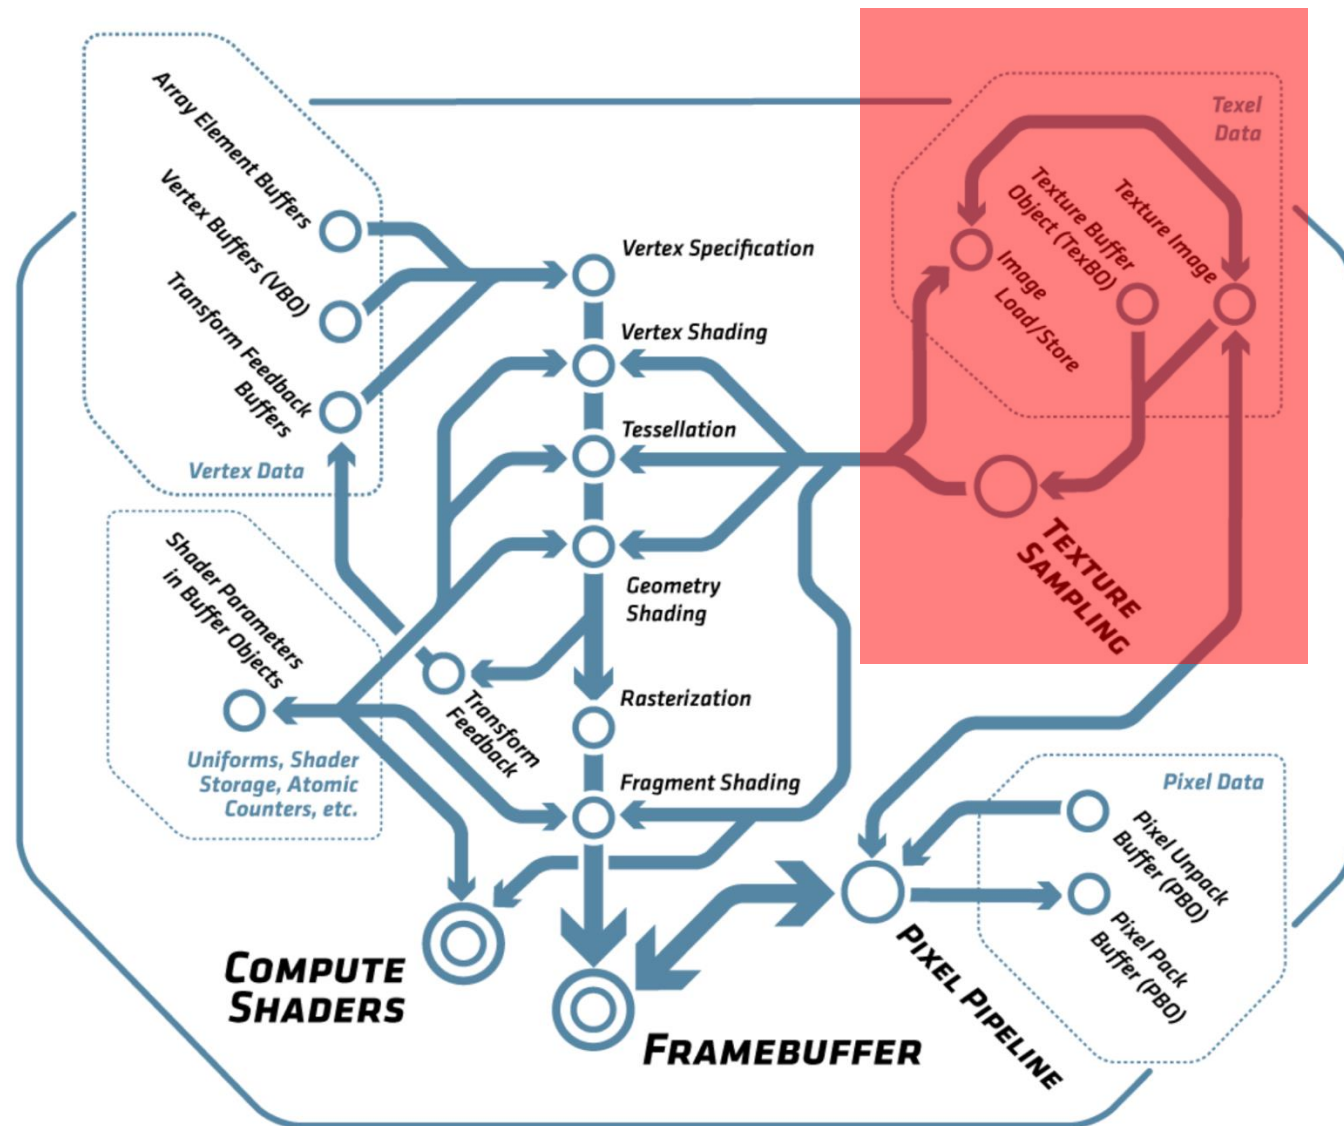 Array Element Buffers
Vertex Buffers (VBO)
Transform Feedback
Buffers
Vertex Data
Vertex Specification
Vertex Shading
Tessellation
Geometry
Shading
Rasterization
Fragment Shading
Texel
Data
Texture Image
Texture Buffer
Object (TexBO)
Image
Load/Store
TEXTURE
SAMPLING
Shader Parameters
in Buffer Objects
Uniforms, Shader
Storage, Atomic
Counters, etc.
Transform
Feedback
Pixel Data
Pixel Unpack
Buffer (PBO)
Pixel Pack
Buffer (PBO)
PIXEL PIPELINE
COMPUTE
SHADERS
FRAMEBUFFER